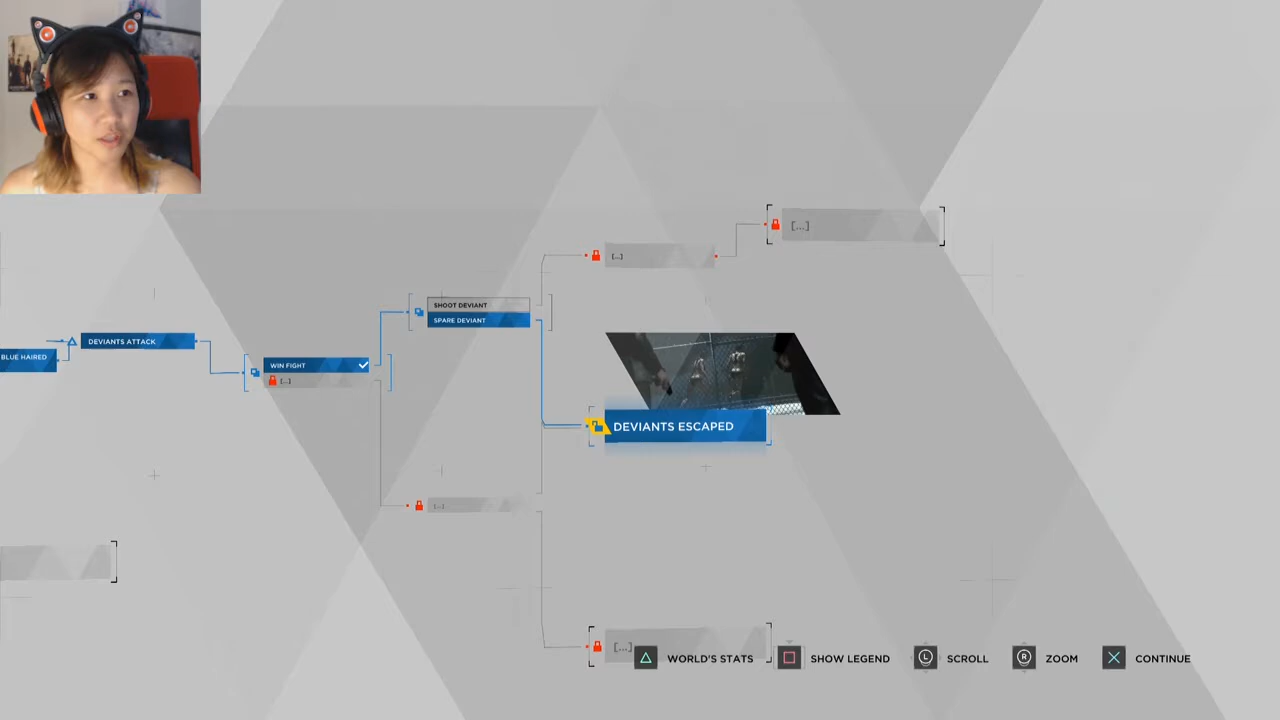 [...]
[...]
SHOOT DEVIANT
SPARE DEVIANT
DEVIANTS ATTACK
BLUE HAIRED
WIN FIGHT
[...]
DEVIANTS ESCAPED
[...]
[...]
WORLD'S STATS
SHOW LEGEND
L
SCROLL
R
ZOOM
CONTINUE